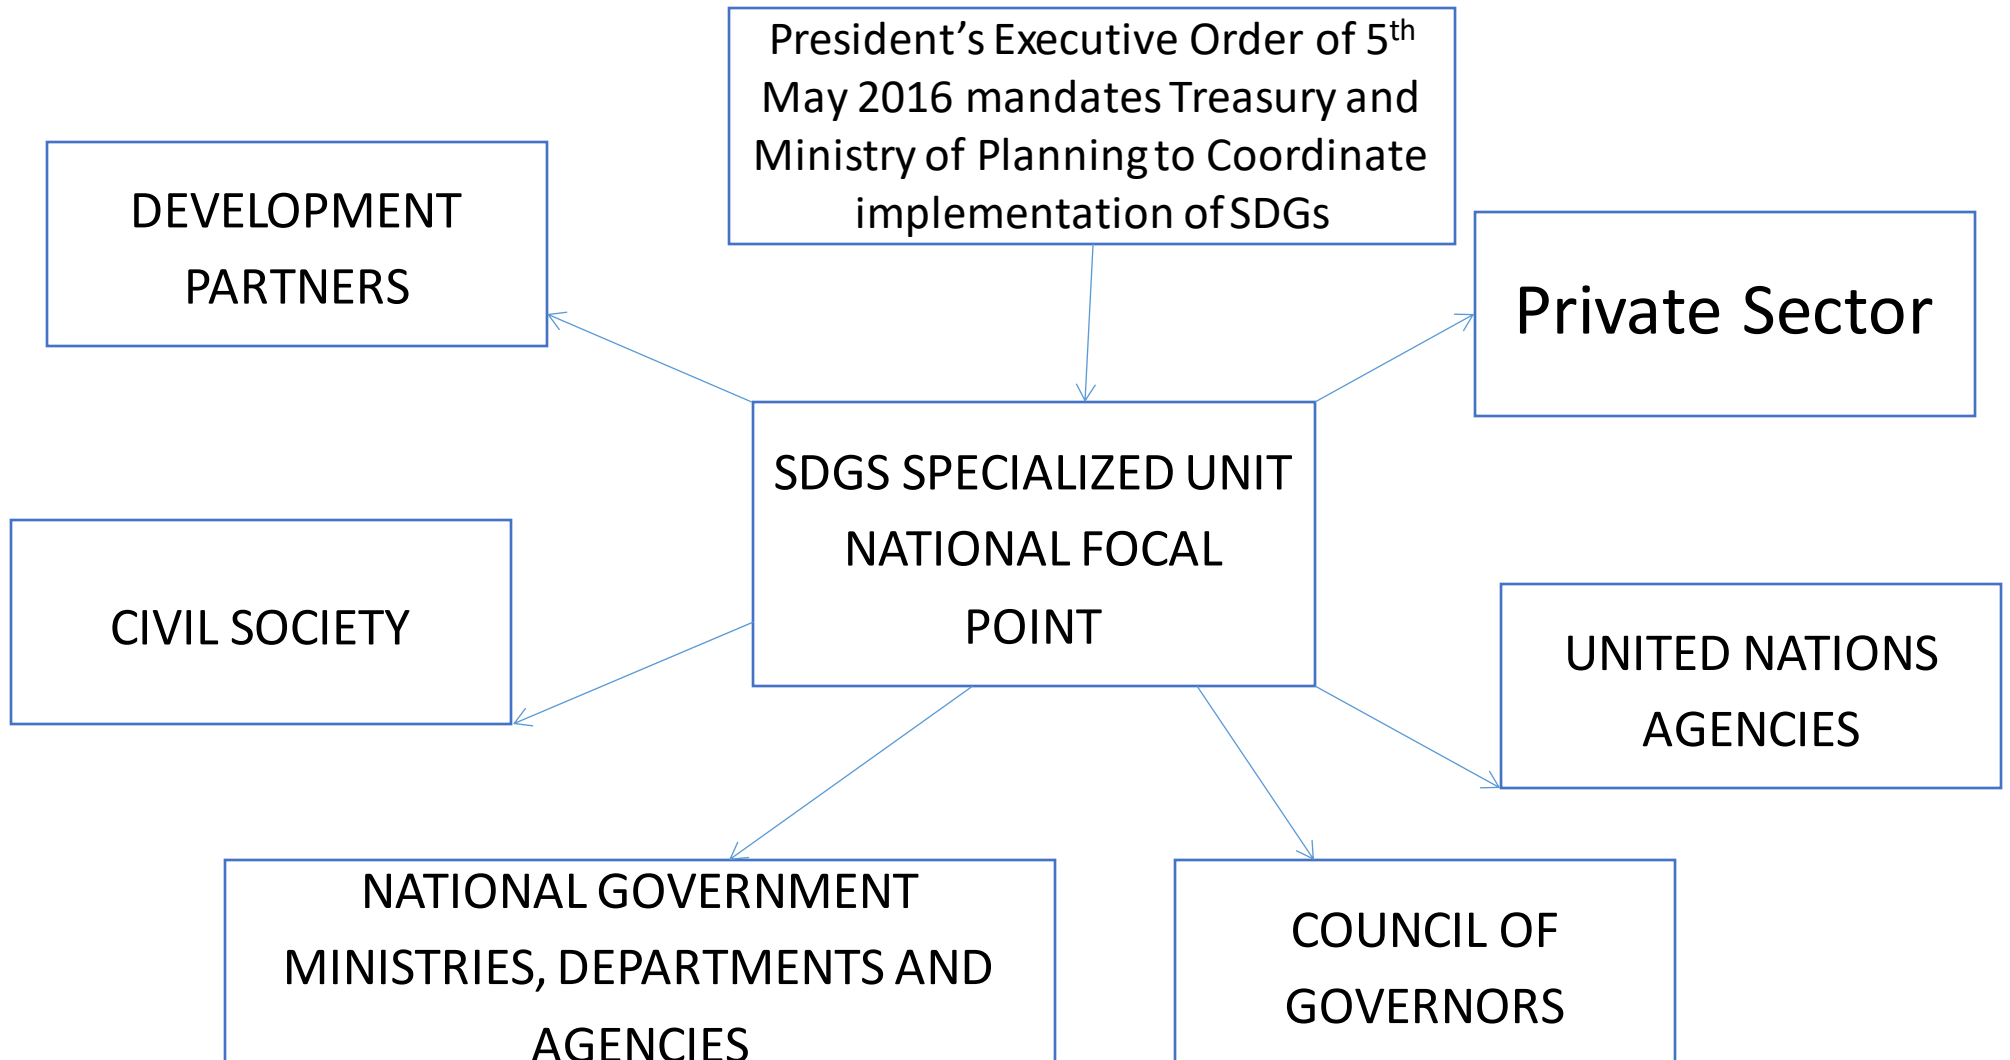 President’s Executive Order of 5th
May 2016 mandates Treasury and
Ministry of Planning to Coordinate
implementation of SDGs
DEVELOPMENT
PARTNERS
Private Sector
SDGS SPECIALIZED UNIT
NATIONAL FOCAL
POINT
CIVIL SOCIETY
UNITED NATIONS
AGENCIES
NATIONAL GOVERNMENT
MINISTRIES, DEPARTMENTS AND
AGENCIES
COUNCIL OF
GOVERNORS